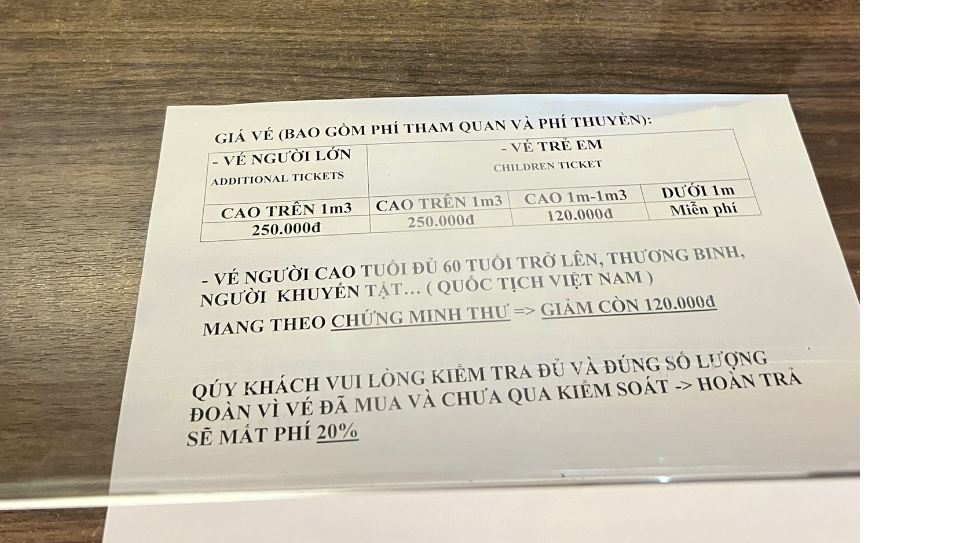 GIÁ VÉ (BAO GỒM PHÍ THAM QUAN VÀ PHÍ THUYỀN):
- VÉ NGƯỜI LỚN
ADDITIONAL TICKETS
- VÉ TRẺ EM
CHILDREN TICKET
CAO TRÊN 1m3 CAO TRÊN 1m3 CAO 1m-1m3 DƯỚI 1m
250.000đ 250.000đ 120.000đ Miễn phí
- VÉ NGƯỜI CAO TUỔI ĐỦ 60 TUỔI TRỞ LÊN, THƯƠNG BINH,
NGƯỜI KHUYẾN TẬT... ( QUỐC TỊCH VIỆT NAM )
MANG THEO CHỨNG MINH THƯ => GIẢM CÒN 120.000đ
QÚY KHÁCH VUI LÒNG KIỂM TRA ĐỦ VÀ ĐÚNG SỐ LƯỢNG
ĐOÀN VÌ VÉ ĐÃ MUA VÀ CHƯA QUA KIỂM SOÁT -> HOÀN TRẢ
SẼ MẤT PHÍ 20%